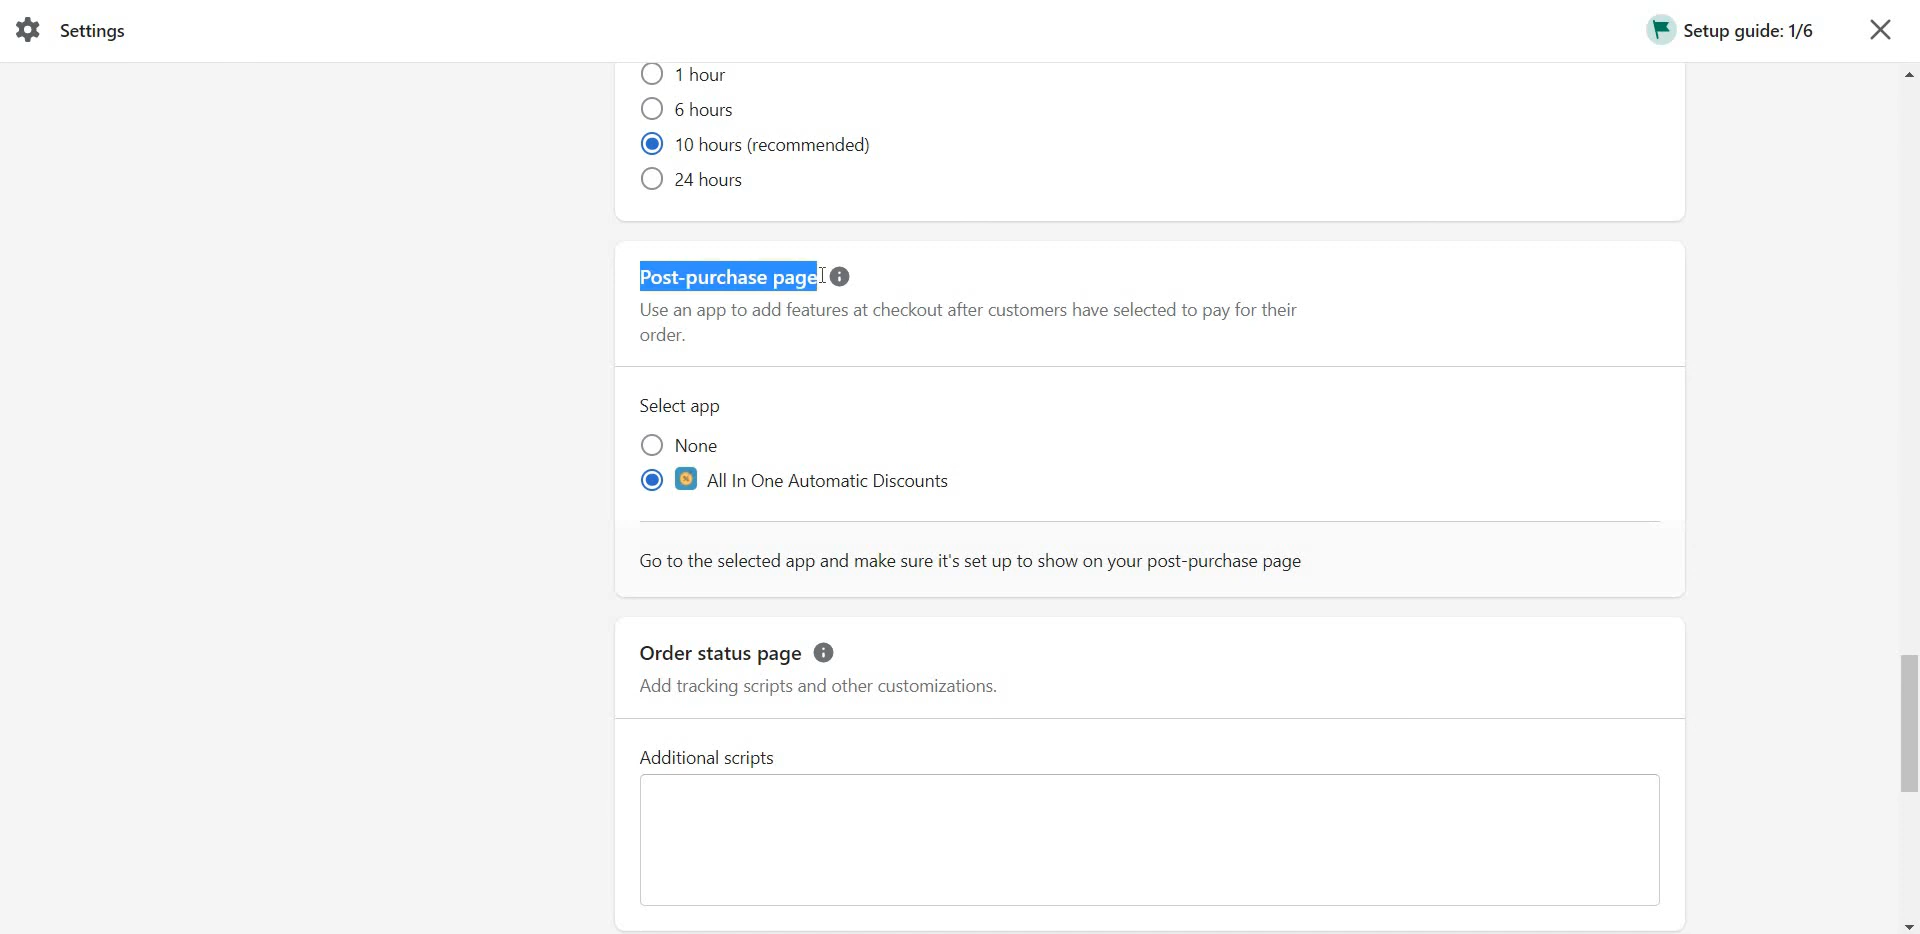 Settings
Setup guide: 1/6
1 hour
6 hours
10 hours (recommended)
24 hours
Post-purchase page
Use an app to add features at checkout after customers have selected to pay for their
order.
Select app
None
All In One Automatic Discounts
Go to the selected app and make sure it's set up to show on your post-purchase page
Order status page
Add tracking scripts and other customizations.
Additional scripts